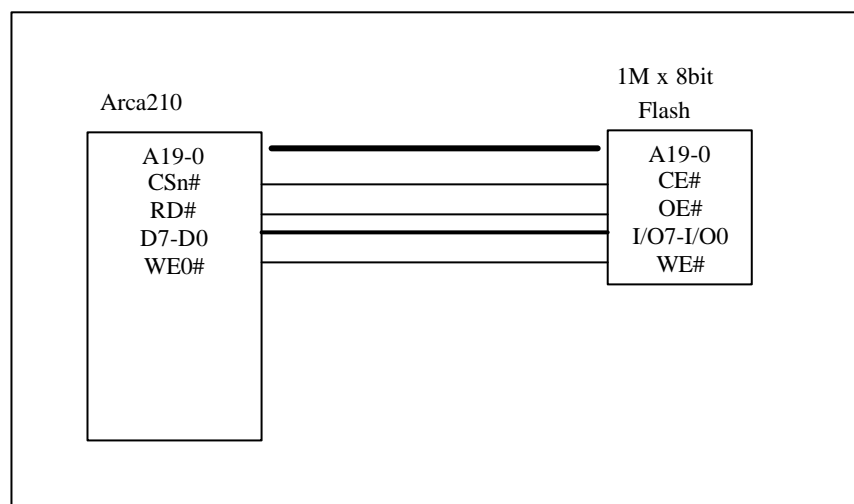 1M x 8bit
Flash
Arca210
A19-0
CSn#
RD#
D7-D0
WE0#
A19-0
CE#
OE#
I/O7-I/O0
WE#